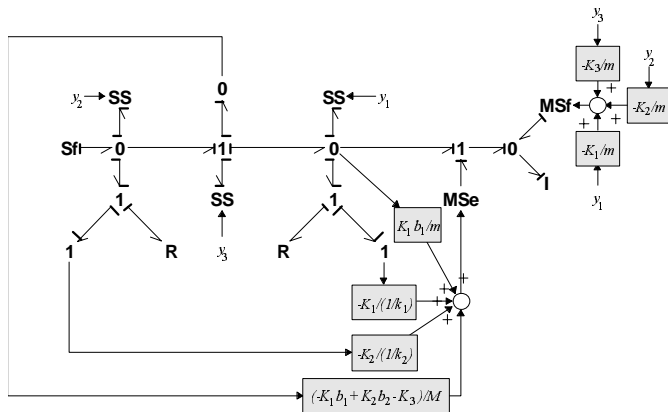 y3
-K3/m
y2
-K2/m
MSf
-K1/m
y1
0
y2
SS
SS
y1
Sf
0
1
0
1
0
I
1
SS
y3
1
MSe
1
R
R
1
K1 b1/m
+
+
+
+
+
+
+
+
-K1/(1/k1)
-K2/(1/k2)
(-K1 b1 + K2 b2 - K3)/M